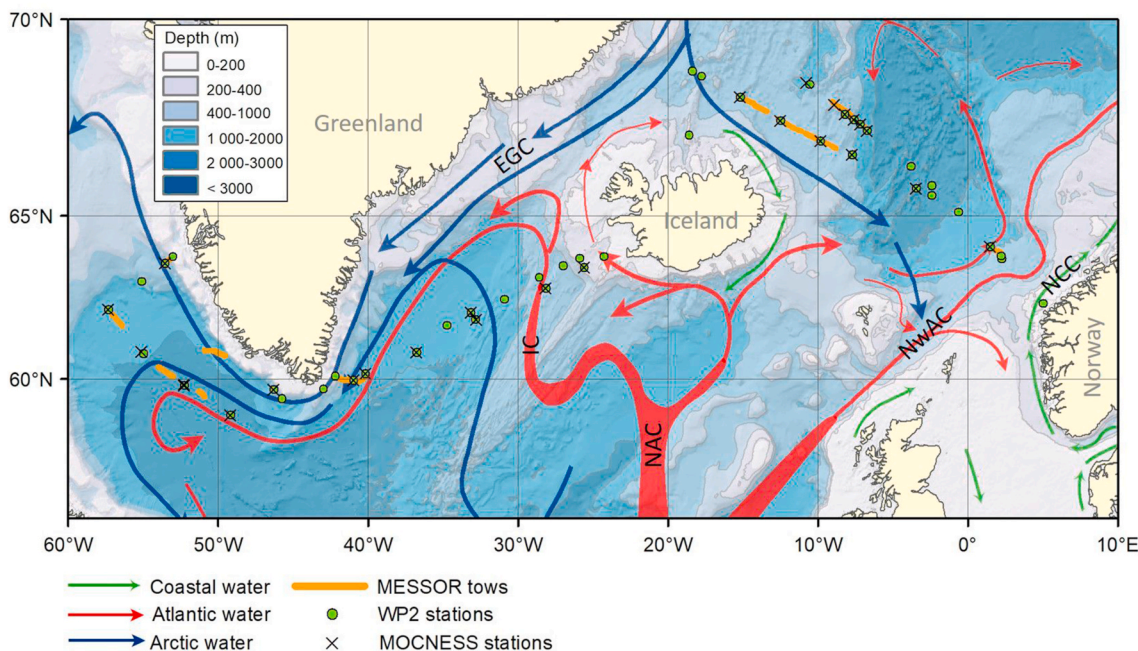 70°N
65°N
60°N
Depth (m)
0-200
200-400
400-1000
1 000-2000
2 000-3000
< 3000
Greenland
EGC
Iceland
IC
NAC
NwAC
NCC
Norway
60°W
50°W
40°W
30°W
20°W
10°W
0°
10°E
Coastal water
MESSOR tows
Atlantic water
WP2 stations
Arctic water
MOCNESS stations